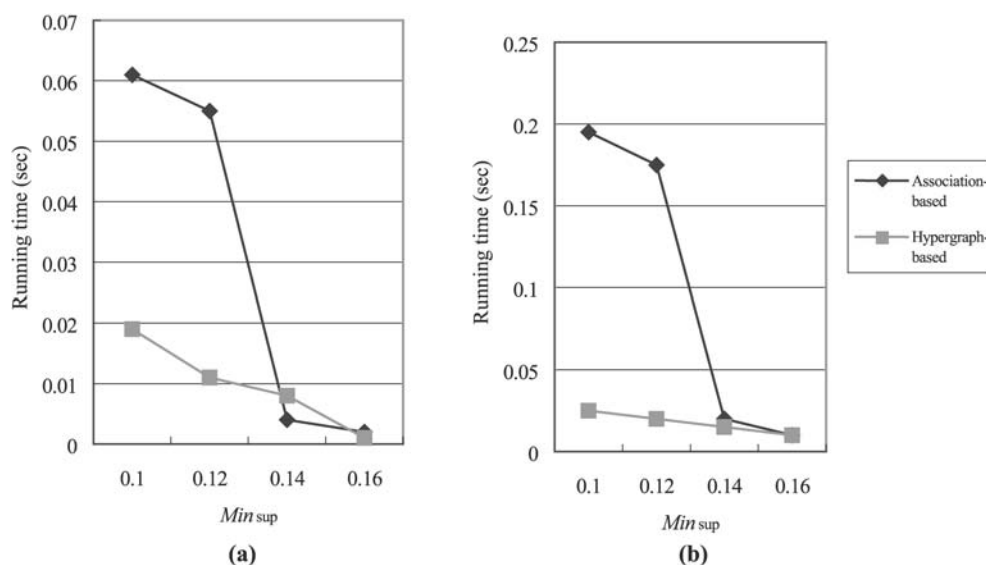 0.07
0.06
0.05
0.04
0.03
0.02
0.01
0
Running time (sec)
0.1 0.12 0.14 0.16
Min sup
(a)
0.25
0.2
0.15
0.1
0.05
0
Running time (sec)
0.1 0.12 0.14 0.16
Min sup
(b)
Association-
based
Hypergraph-
based